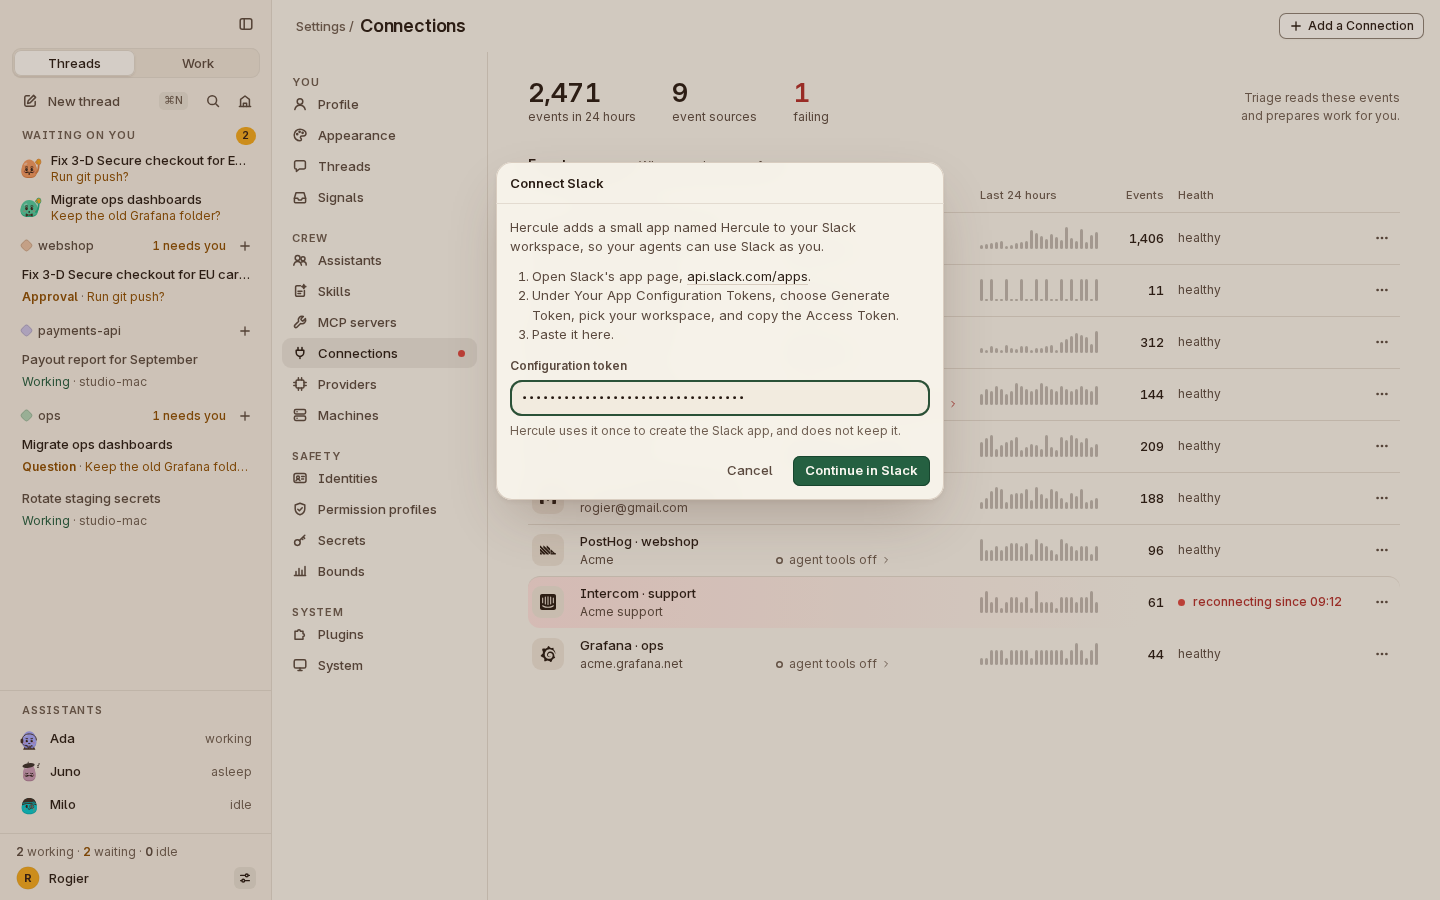 Threads
Work
New thread
⌘N
WAITING ON YOU
2
Fix 3-D Secure checkout for E...
Run git push?
Migrate ops dashboards
Keep the old Grafana folder?
webshop
1 needs you
Fix 3-D Secure checkout for EU car...
Approval · Run git push?
payments-api
Payout report for September
Working · studio-mac
ops
1 needs you
Migrate ops dashboards
Question · Keep the old Grafana fold...
Rotate staging secrets
Working · studio-mac
ASSISTANTS
Ada
working
Juno
asleep
Milo
idle
2 working · 2 waiting · 0 idle
R
Rogier
Settings / Connections
Add a Connection
YOU
Profile
Appearance
Threads
Signals
CREW
Assistants
Skills
MCP servers
Connections
Providers
Machines
SAFETY
Identities
Permission profiles
Secrets
Bounds
SYSTEM
Plugins
System
2,471
events in 24 hours
9
event sources
1
failing
Triage reads these events
and prepares work for you.
Last 24 hours
Events
Health
1,406
healthy
11
healthy
312
healthy
144
healthy
209
healthy
rogier@gmail.com
188
healthy
PostHog · webshop
Acme
agent tools off
96
healthy
Intercom · support
Acme support
61
reconnecting since 09:12
Grafana · ops
acme.grafana.net
agent tools off
44
healthy
Connect Slack
Hercule adds a small app named Hercule to your Slack
workspace, so your agents can use Slack as you.
1. Open Slack's app page, api.slack.com/apps.
2. Under Your App Configuration Tokens, choose Generate
Token, pick your workspace, and copy the Access Token.
3. Paste it here.
Configuration token
Hercule uses it once to create the Slack app, and does not keep it.
Cancel
Continue in Slack